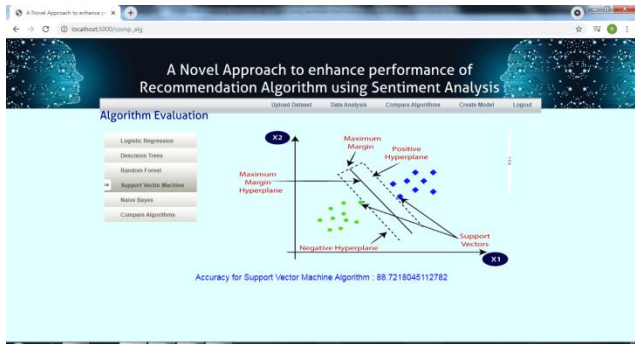 A Novel Approach to enhance pe
localhost:5000/comp_alg
A Novel Approach to enhance performance of
Recommendation Algorithm using Sentiment Analysis
Upload Dataset Data Analysis Compare Algorithms Create Model Logout
Algorithm Evaluation
Logistic Regression
Descision Trees
Random Forest
Support Vector Machine
Naive Bayes
Compare Algorithms
X2
Maximum
Margin
Positive
Hyperplane
Maximum
Margin
Hyperplane
Support
Vectors
Negative Hyperplane
X1
Accuracy for Support Vector Machine Algorithm : 88.7218045112782